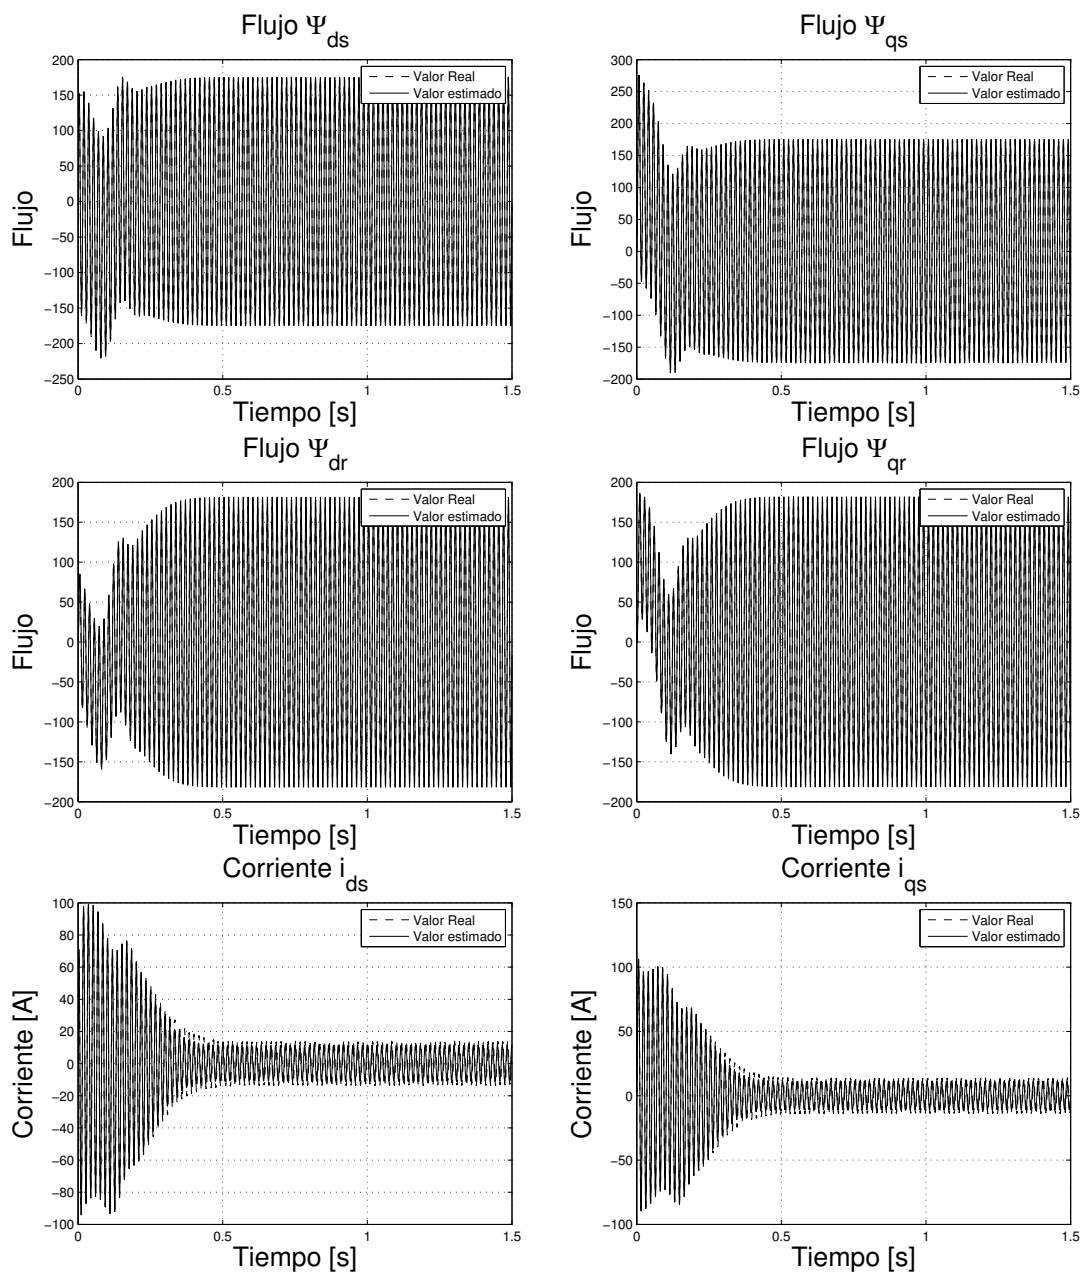 Flujo Ψds
Valor Real
Valor estimado
Flujo
200
150
100
50
0
−50
−100
−150
−200
−250
0
0.5
1
1.5
Tiempo [s]
Flujo Ψqs
Valor Real
Valor estimado
Flujo
300
250
200
150
100
50
0
−50
−100
−150
−200
0
0.5
1
1.5
Tiempo [s]
Flujo Ψdr
Valor Real
Valor estimado
Flujo
200
150
100
50
0
−50
−100
−150
−200
0
0.5
1
1.5
Tiempo [s]
Flujo Ψqr
Valor Real
Valor estimado
Flujo
200
150
100
50
0
−50
−100
−150
−200
0
0.5
1
1.5
Tiempo [s]
Corriente ids
Valor Real
Valor estimado
Corriente [A]
100
80
60
40
20
0
−20
−40
−60
−80
−100
0
0.5
1
1.5
Tiempo [s]
Corriente iqs
Valor Real
Valor estimado
Corriente [A]
150
100
50
0
−50
−100
0
0.5
1
1.5
Tiempo [s]